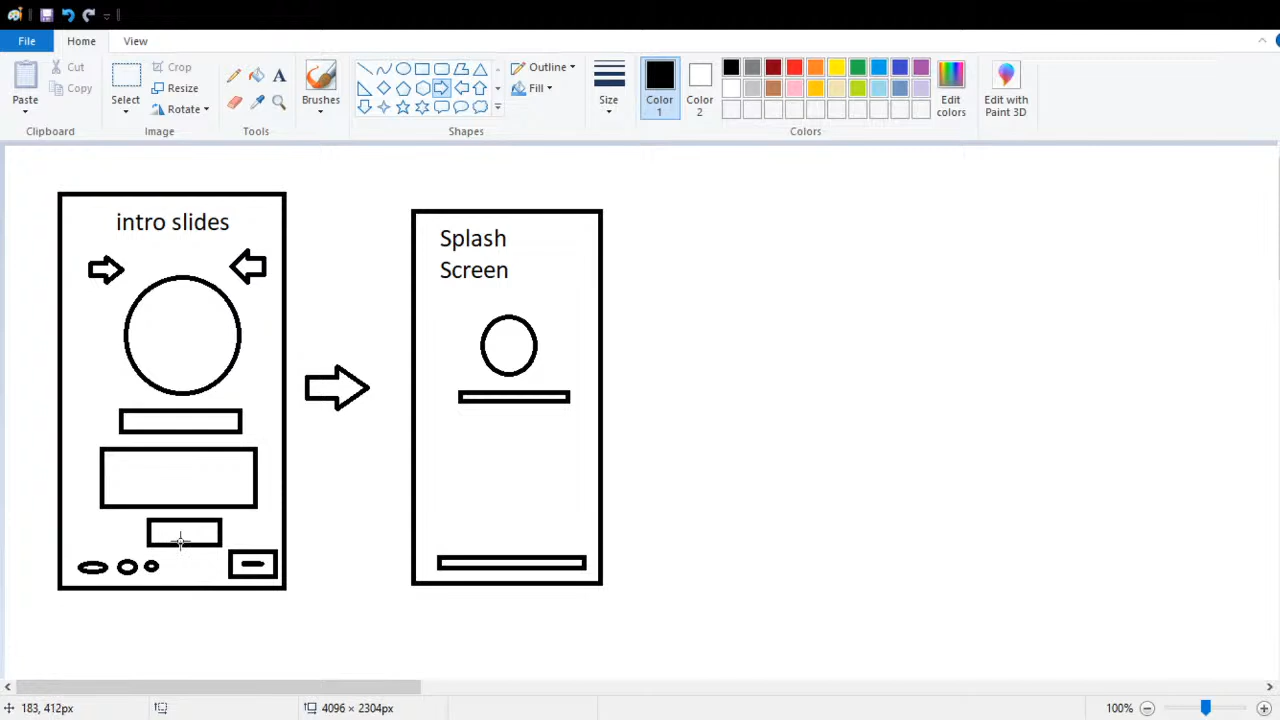 File
Home
View
Paste
Cut
Copy
Clipboard
Select
Crop
Resize
Rotate
Image
A
Tools
Brushes
Outline
Fill
Shapes
Size
Color
1
Color
2
Edit
colors
Colors
Edit with
Paint 3D
intro slides
Splash
Screen
183, 412px
4096 × 2304px
100%